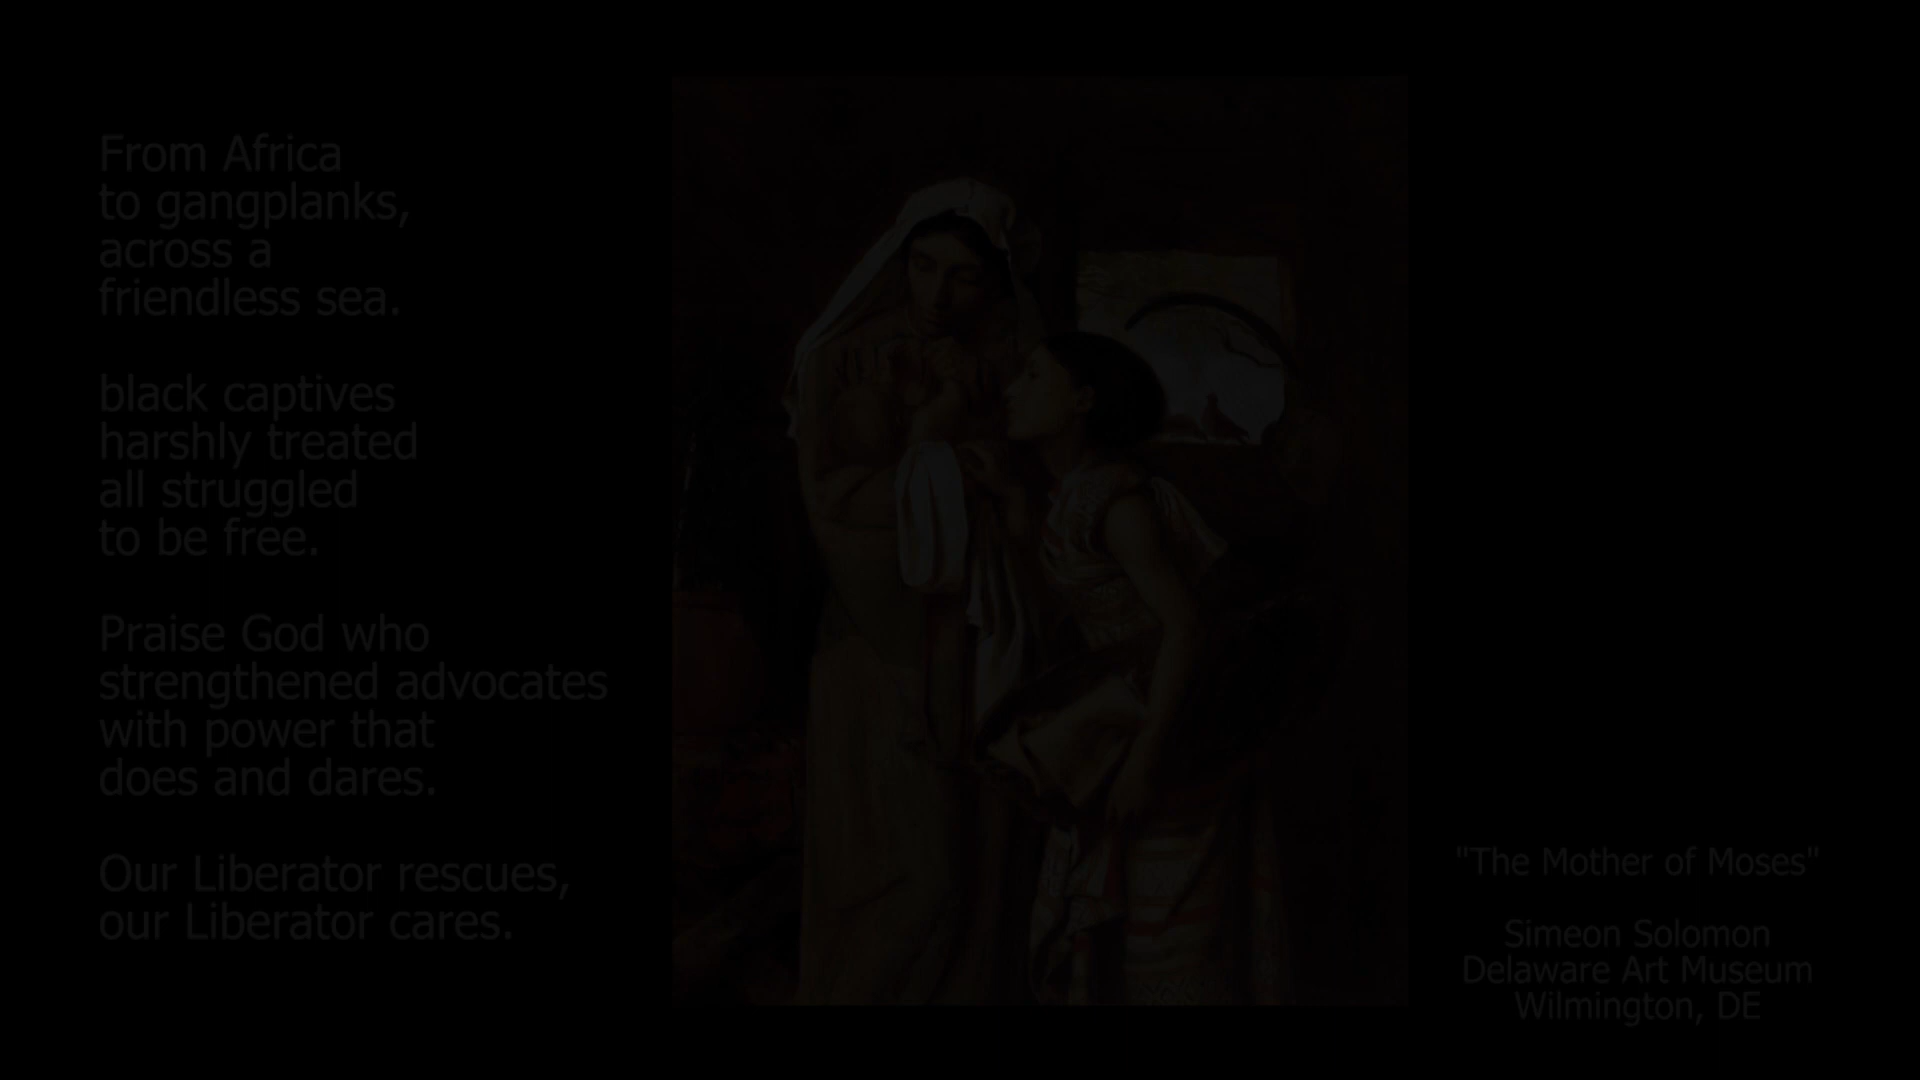 From Africa
to gangplanks,
across a
friendless sea.
black captives
harshly treated
all struggled
to be free.
Praise God who
strengthened advocates
with power that
does and dares.
Our Liberator rescues,
our Liberator cares.
"The Mother of Moses"
Simeon Solomon
Delaware Art Museum
Wilmington, DE